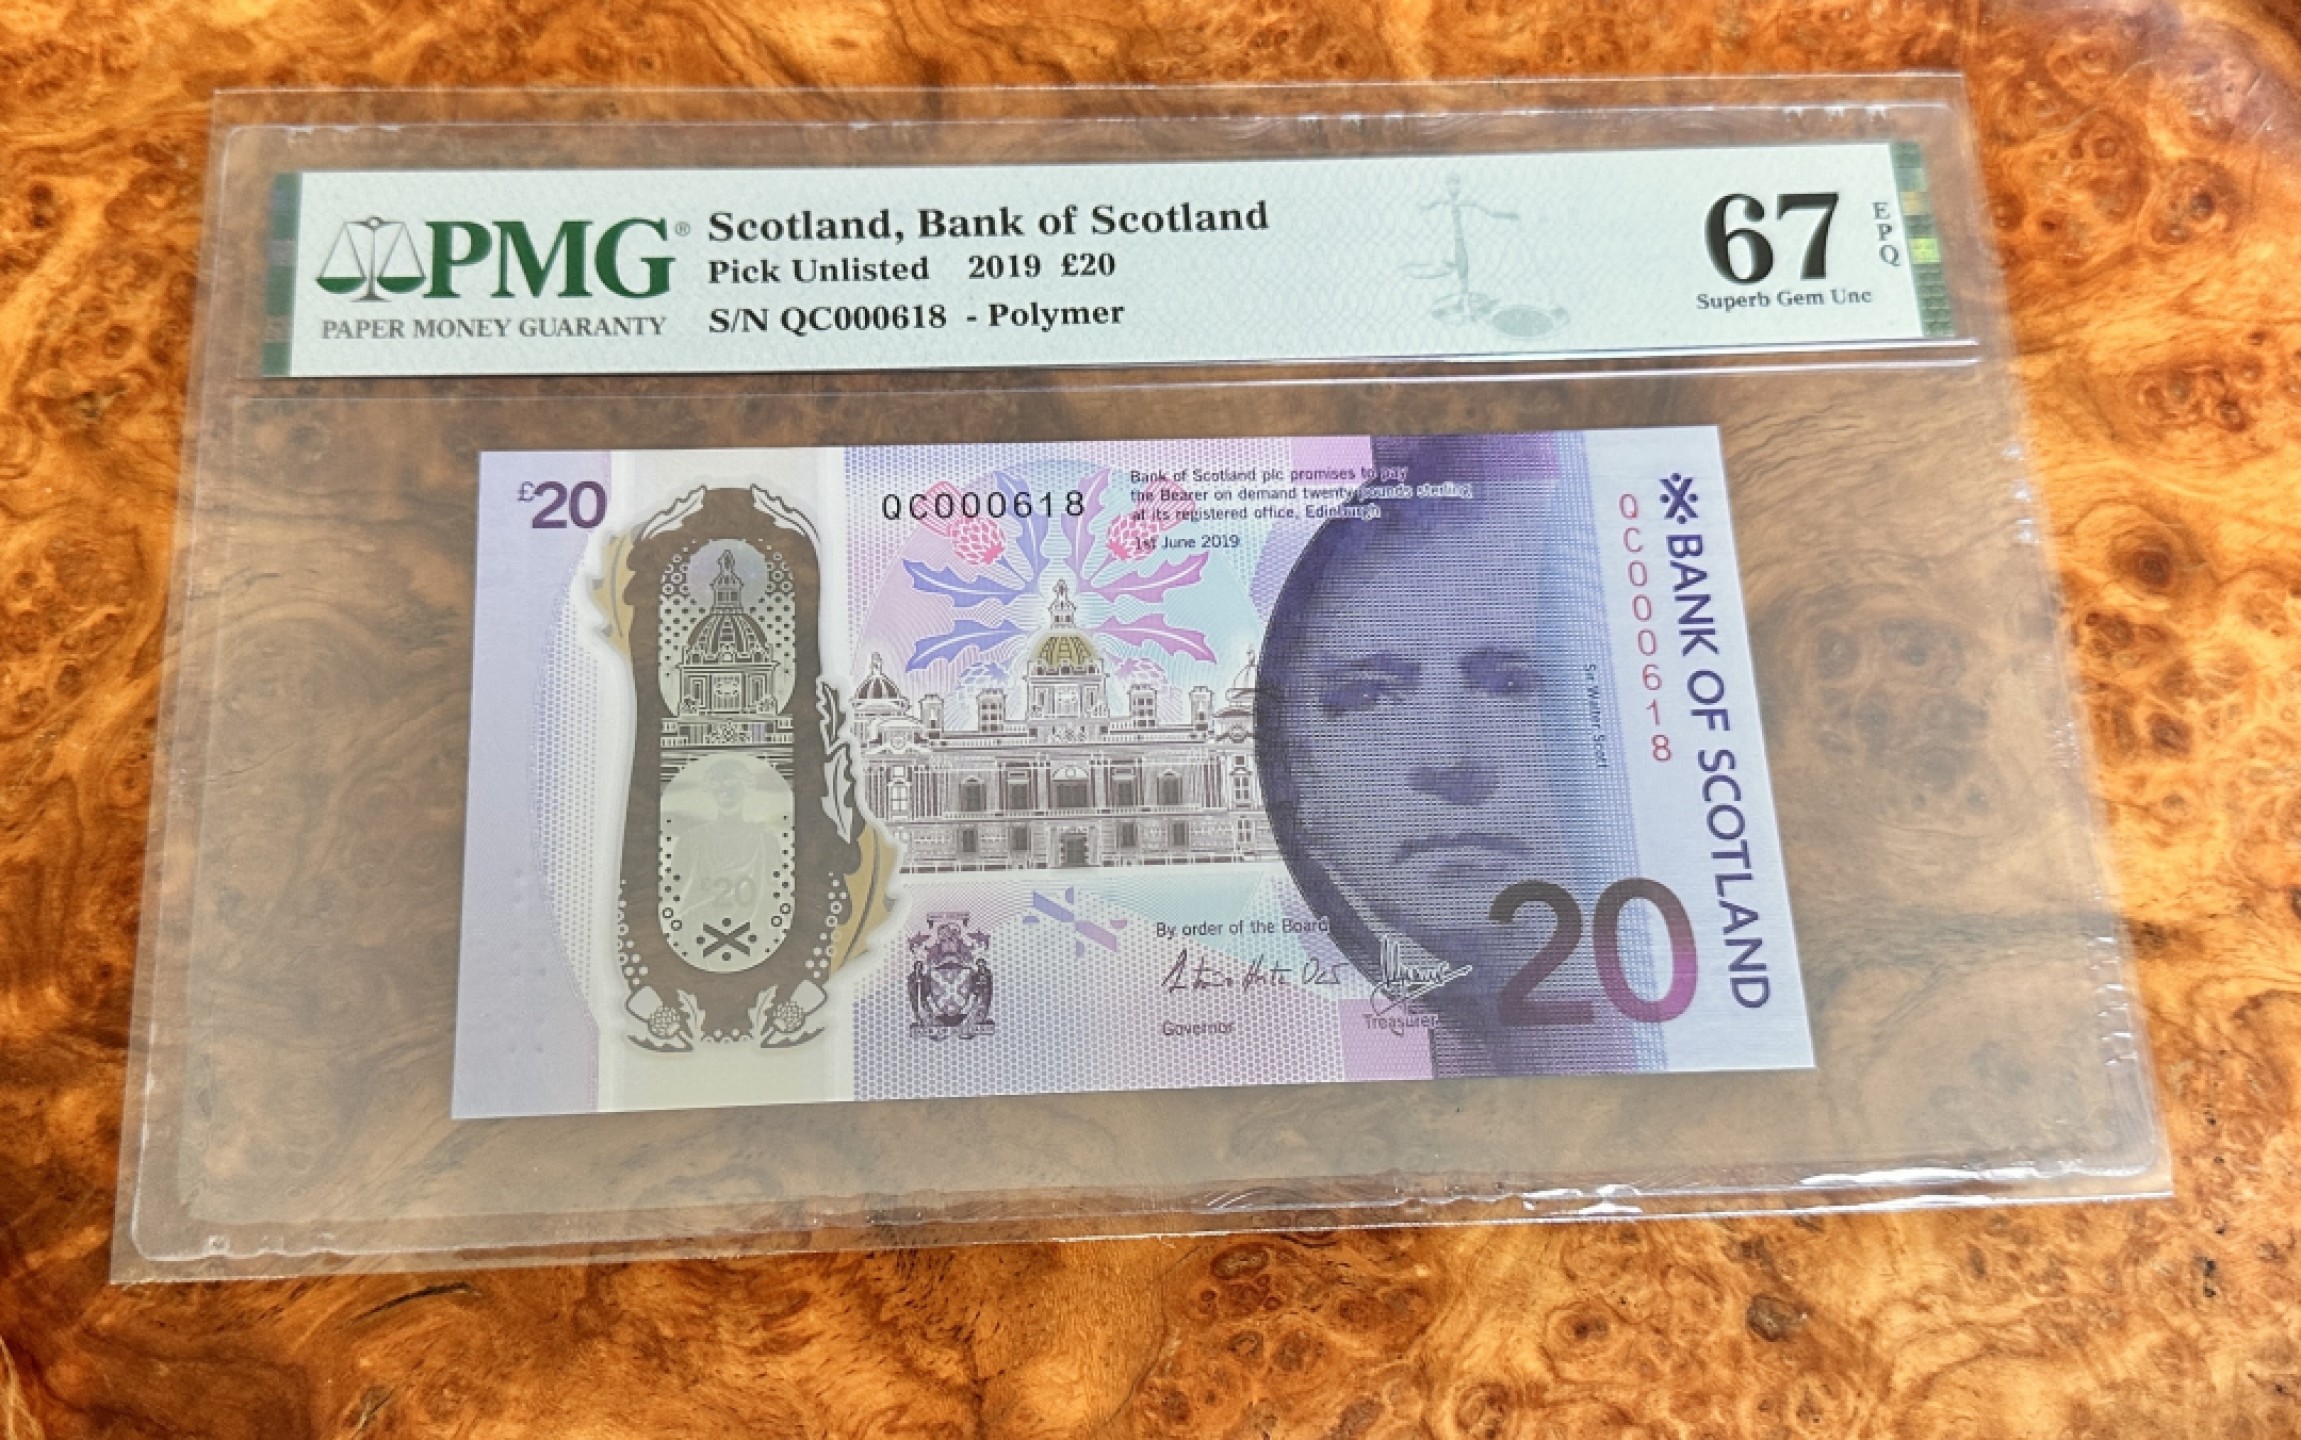 PMG®
PAPER MONEY GUARANTY
Scotland, Bank of Scotland
Pick Unlisted 2019 £20
S/N QC000618 - Polymer
67
EPQ
Superb Gem Unc
£20
QC000618
Bank of Scotland plc promises to pay
the Bearer on demand twenty pounds sterling
at its registered office, Edinburgh
1st June 2019
£20
By order of the Board
Governor
Treasurer
20
Sir Walter Scott
QC000618
BANK OF SCOTLAND